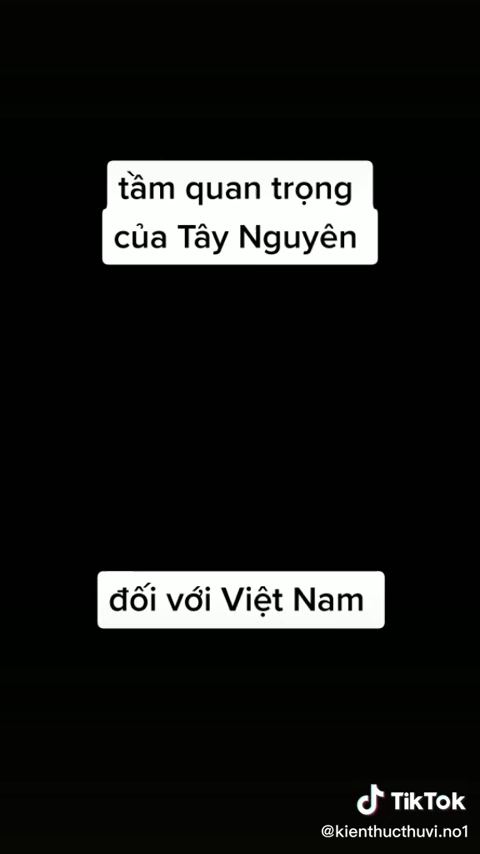 tầm quan trọng
của Tây Nguyên
đối với Việt Nam
TikTok
@kienthucthuvi.no1